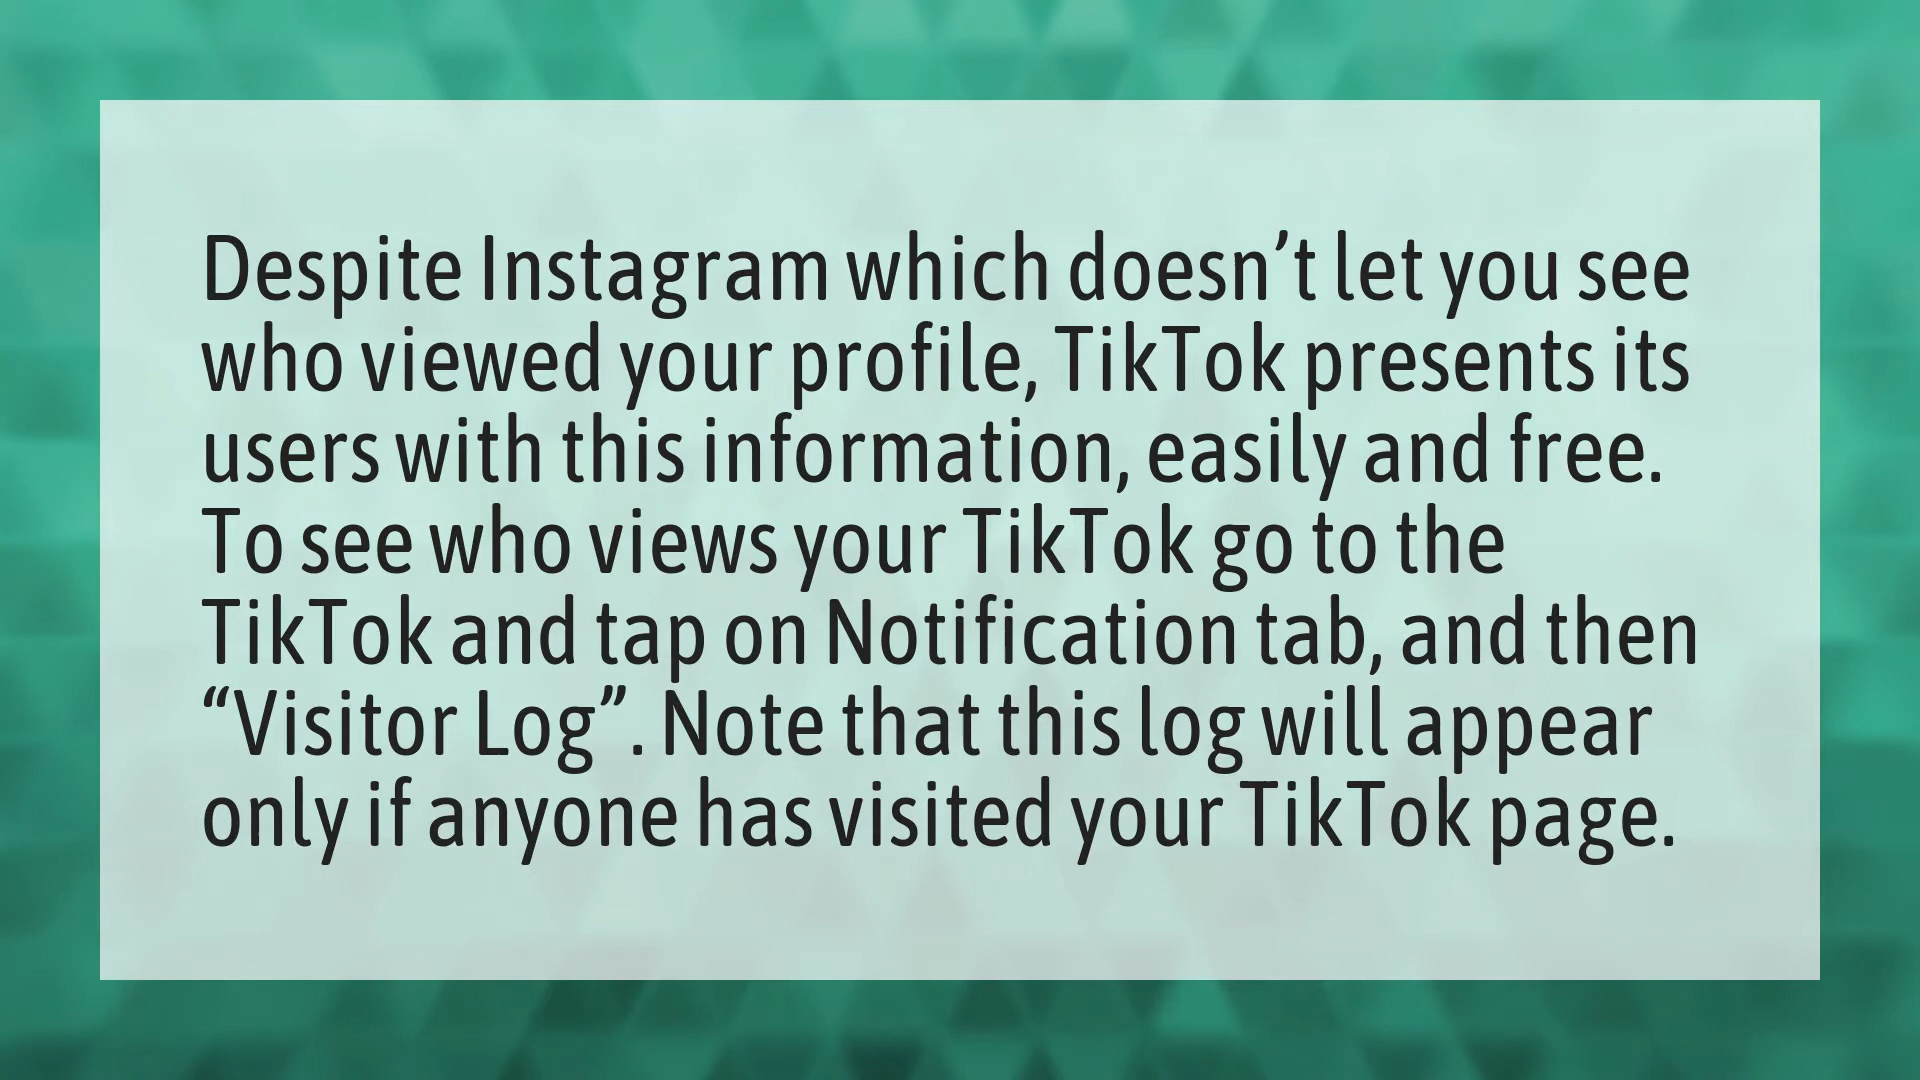 Despite Instagram which doesn’t let you see
who viewed your profile, TikTok presents its
users with this information, easily and free.
To see who views your TikTok go to the
TikTok and tap on Notification tab, and then
“Visitor Log”. Note that this log will appear
only if anyone has visited your TikTok page.